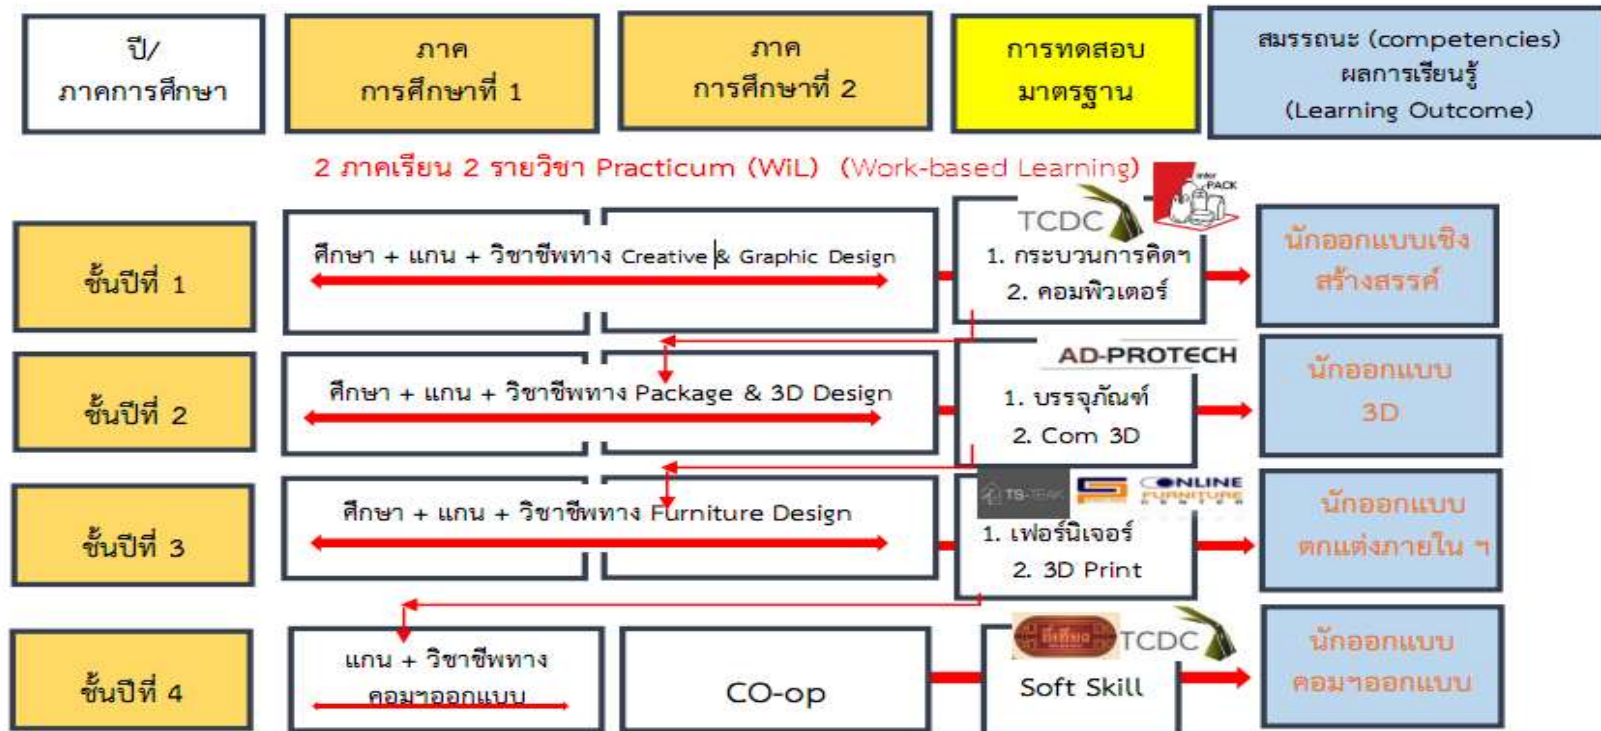 ปี/
ภาคการศึกษา
ภาค
การศึกษาที่ 1
ภาค
การศึกษาที่ 2
การทดสอบ
มาตรฐาน
สมรรถนะ (competencies)
ผลการเรียนรู้
(Learning Outcome)
2 ภาคเรียน 2 รายวิชา Practicum (WiL) (Work-based Learning)
inter
PACK
TCDC
ชั้นปีที่ 1
ศึกษา + แกน + วิชาชีพทาง Creative & Graphic Design
1. กระบวนการคิดฯ
2. คอมพิวเตอร์
นักออกแบบเชิง
สร้างสรรค์
AD-PROTECH
ชั้นปีที่ 2
ศึกษา + แกน + วิชาชีพทาง Package & 3D Design
1. บรรจุภัณฑ์
2. Com 3D
นักออกแบบ
3D
TS-TEAK
ONLINE
FURNITURE
CENTER
ชั้นปีที่ 3
ศึกษา + แกน + วิชาชีพทาง Furniture Design
1. เฟอร์นิเจอร์
2. 3D Print
นักออกแบบ
ตกแต่งภายใน ฯ
TCDC
ชั้นปีที่ 4
แกน + วิชาชีพทาง
คอมฯออกแบบ
CO-op
Soft Skill
นักออกแบบ
คอมฯออกแบบ